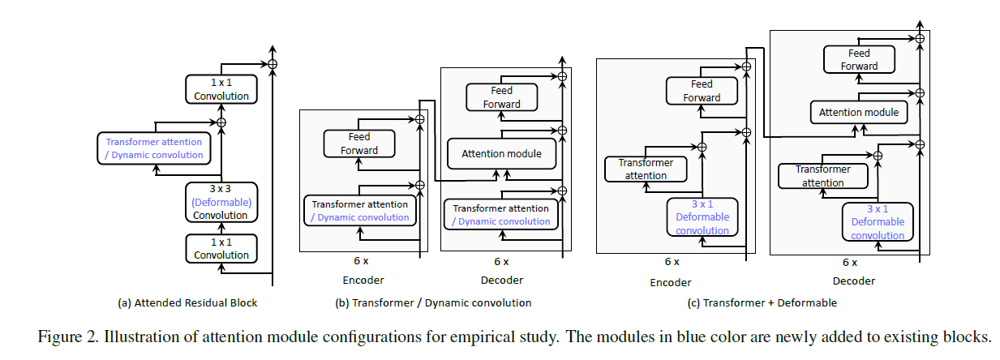 1 x 1
Convolution
Transformer attention
/ Dynamic convolution
3 x 3
(Deformable)
Convolution
1 x 1
Convolution
(a) Attended Residual Block
Feed
Forward
Transformer attention
/ Dynamic convolution
6 x
Encoder
Feed
Forward
Attention module
Transformer attention
/ Dynamic convolution
6 x
Decoder
(b) Transformer / Dynamic convolution
Feed
Forward
Transformer
attention
3 x 1
Deformable
convolution
6 x
Encoder
Feed
Forward
Attention module
Transformer
attention
3 x 1
Deformable
convolution
6 x
Decoder
(c) Transformer + Deformable
Figure 2. Illustration of attention module configurations for empirical study. The modules in blue color are newly added to existing blocks.